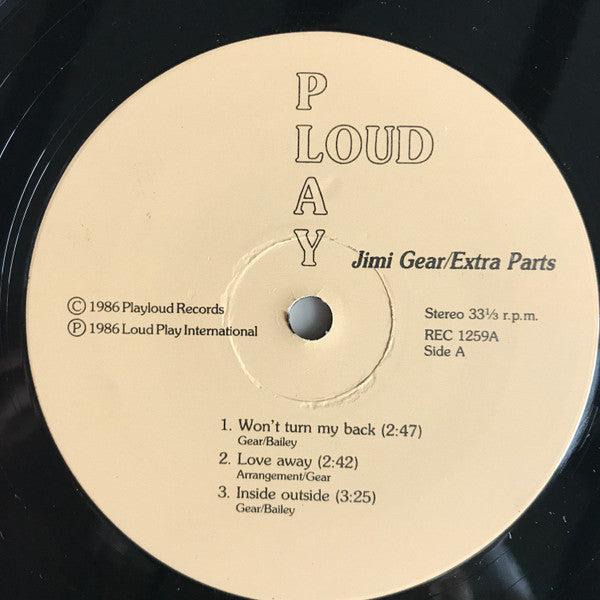 PLAY
LOUD
Jimi Gear/Extra Parts
© 1986 Playloud Records
℗ 1986 Loud Play International
Stereo 33⅓ r.p.m.
REC 1259A
Side A
1. Won't turn my back (2:47)
Gear/Bailey
2. Love away (2:42)
Arrangement/Gear
3. Inside outside (3:25)
Gear/Bailey